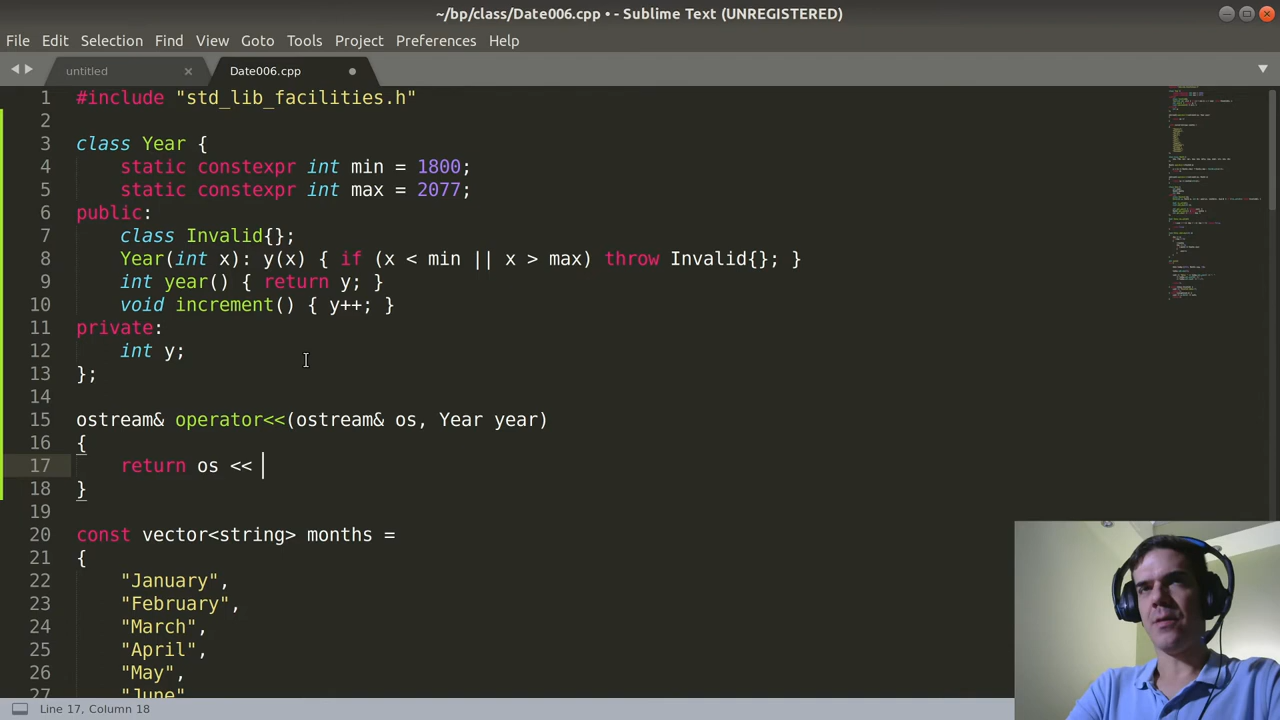 ~/bp/class/Date006.cpp • - Sublime Text (UNREGISTERED)
File Edit Selection Find View Goto Tools Project Preferences Help
untitled Date006.cpp
1 #include "std_lib_facilities.h"
2
3 class Year {
4 static constexpr int min = 1800;
5 static constexpr int max = 2077;
6 public:
7 class Invalid{};
8 Year(int x): y(x) { if (x < min || x > max) throw Invalid{}; }
9 int year() { return y; }
10 void increment() { y++; }
11 private:
12 int y;
13 };
14
15 ostream& operator<<(ostream& os, Year year)
16 {
17 return os <<
18 }
19
20 const vector<string> months =
21 {
22 "January",
23 "February",
24 "March",
25 "April",
26 "May",
27 "June"
Line 17, Column 18